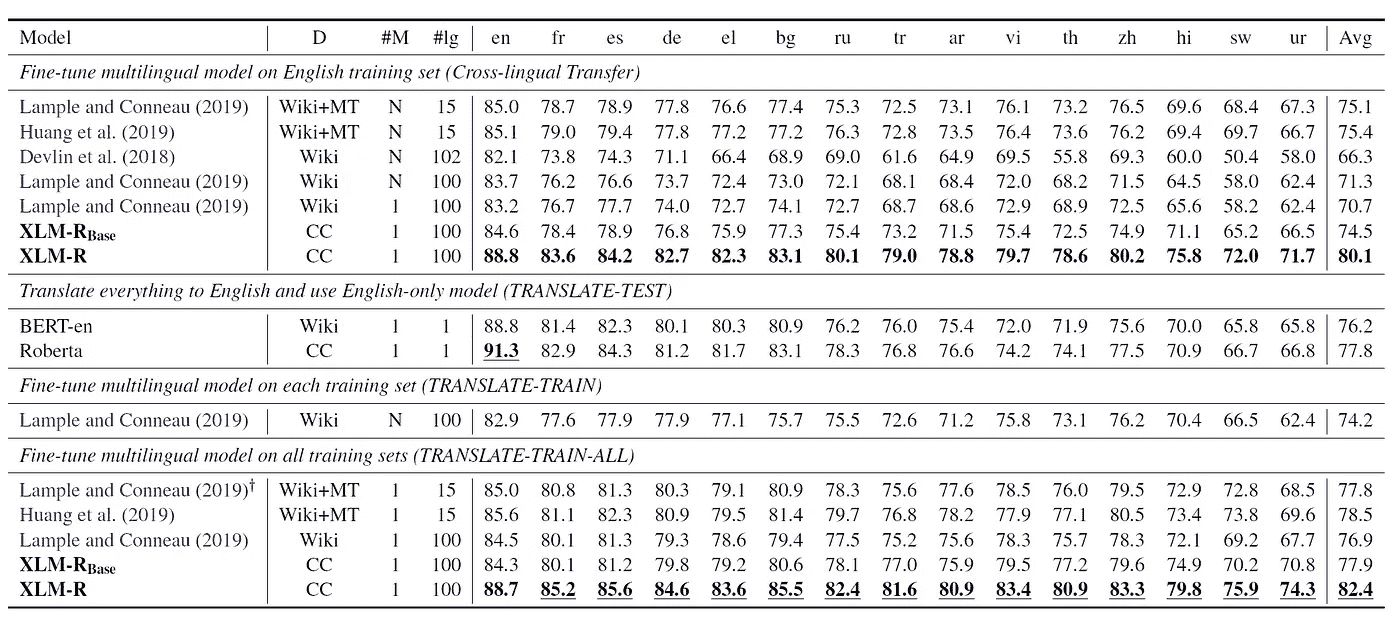 Model D #M #lg en fr es de el bg ru tr ar vi th zh hi sw ur Avg
Fine-tune multilingual model on English training set (Cross-lingual Transfer)
Lample and Conneau (2019) Wiki+MT N 15 85.0 78.7 78.9 77.8 76.6 77.4 75.3 72.5 73.1 76.1 73.2 76.5 69.6 68.4 67.3 75.1
Huang et al. (2019) Wiki+MT N 15 85.1 79.0 79.4 77.8 77.2 77.2 76.3 72.8 73.5 76.4 73.6 76.2 69.4 69.7 66.7 75.4
Devlin et al. (2018) Wiki N 102 82.1 73.8 74.3 71.1 66.4 68.9 69.0 61.6 64.9 69.5 55.8 69.3 60.0 50.4 58.0 66.3
Lample and Conneau (2019) Wiki N 100 83.7 76.2 76.6 73.7 72.4 73.0 72.1 68.1 68.4 72.0 68.2 71.5 64.5 58.0 62.4 71.3
Lample and Conneau (2019) Wiki 1 100 83.2 76.7 77.7 74.0 72.7 74.1 72.7 68.7 68.6 72.9 68.9 72.5 65.6 58.2 62.4 70.7
XLM-RBase CC 1 100 84.6 78.4 78.9 76.8 75.9 77.3 75.4 73.2 71.5 75.4 72.5 74.9 71.1 65.2 66.5 74.5
XLM-R CC 1 100 88.8 83.6 84.2 82.7 82.3 83.1 80.1 79.0 78.8 79.7 78.6 80.2 75.8 72.0 71.7 80.1
Translate everything to English and use English-only model (TRANSLATE-TEST)
BERT-en Wiki 1 1 88.8 81.4 82.3 80.1 80.3 80.9 76.2 76.0 75.4 72.0 71.9 75.6 70.0 65.8 65.8 76.2
Roberta CC 1 1 91.3 82.9 84.3 81.2 81.7 83.1 78.3 76.8 76.6 74.2 74.1 77.5 70.9 66.7 66.8 77.8
Fine-tune multilingual model on each training set (TRANSLATE-TRAIN)
Lample and Conneau (2019) Wiki N 100 82.9 77.6 77.9 77.9 77.1 75.7 75.5 72.6 71.2 75.8 73.1 76.2 70.4 66.5 62.4 74.2
Fine-tune multilingual model on all training sets (TRANSLATE-TRAIN-ALL)
Lample and Conneau (2019)† Wiki+MT 1 15 85.0 80.8 81.3 80.3 79.1 80.9 78.3 75.6 77.6 78.5 76.0 79.5 72.9 72.8 68.5 77.8
Huang et al. (2019) Wiki+MT 1 15 85.6 81.1 82.3 80.9 79.5 81.4 79.7 76.8 78.2 77.9 77.1 80.5 73.4 73.8 69.6 78.5
Lample and Conneau (2019) Wiki 1 100 84.5 80.1 81.3 79.3 78.6 79.4 77.5 75.2 75.6 78.3 75.7 78.3 72.1 69.2 67.7 76.9
XLM-RBase CC 1 100 84.3 80.1 81.2 79.8 79.2 80.6 78.1 77.0 75.9 79.5 77.2 79.6 74.9 70.2 70.8 77.9
XLM-R CC 1 100 88.7 85.2 85.6 84.6 83.6 85.5 82.4 81.6 80.9 83.4 80.9 83.3 79.8 75.9 74.3 82.4